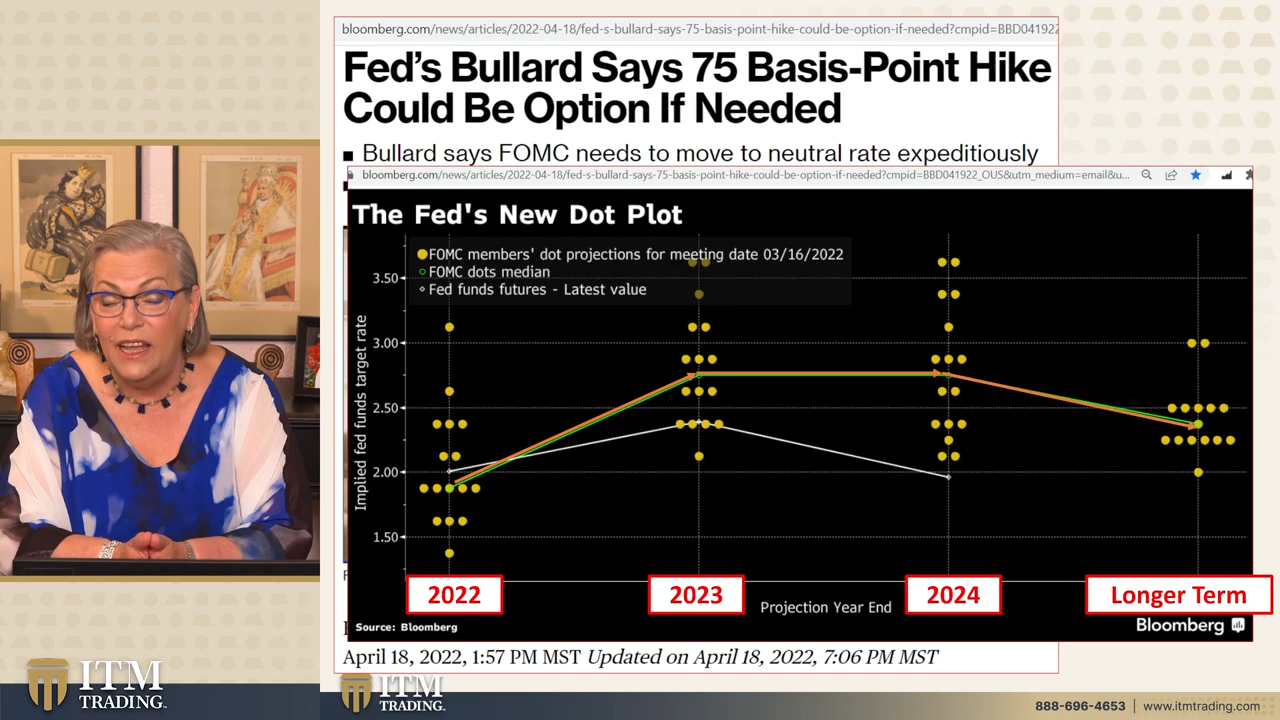 bloomberg.com/news/articles/2022-04-18/fed-s-bullard-says-75-basis-point-hike-could-be-option-if-needed?cmpid=BBD041922
Fed's Bullard Says 75 Basis-Point Hike
Could Be Option If Needed
■ Bullard says FOMC needs to move to neutral rate expeditiously
bloomberg.com/news/articles/2022-04-18/fed-s-bullard-says-75-basis-point-hike-could-be-option-if-needed?cmpid=BBD041922_OUS&utm_medium=email&u...
The Fed's New Dot Plot
FOMC members' dot projections for meeting date 03/16/2022
FOMC dots median
Fed funds futures - Latest value
Implied fed funds target rate
3.50
3.00
2.50
2.00
1.50
2022
2023
2024
Longer Term
Projection Year End
Source: Bloomberg
Bloomberg
April 18, 2022, 1:57 PM MST Updated on April 18, 2022, 7:06 PM MST
ITM
TRADING
ITM
TRADING
888-696-4653 | www.itmtrading.com